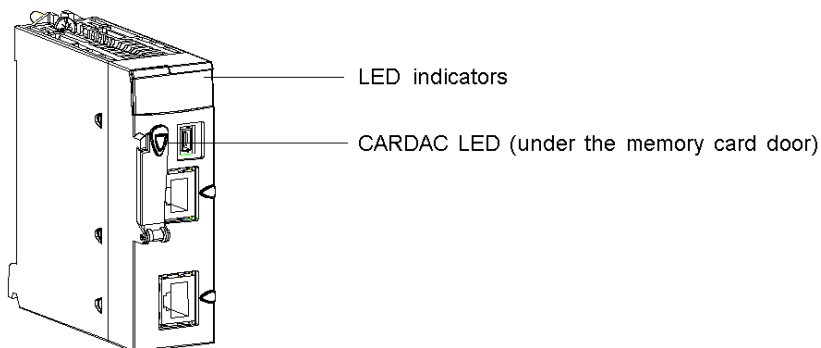 LED indicators
CARDAC LED (under the memory card door)